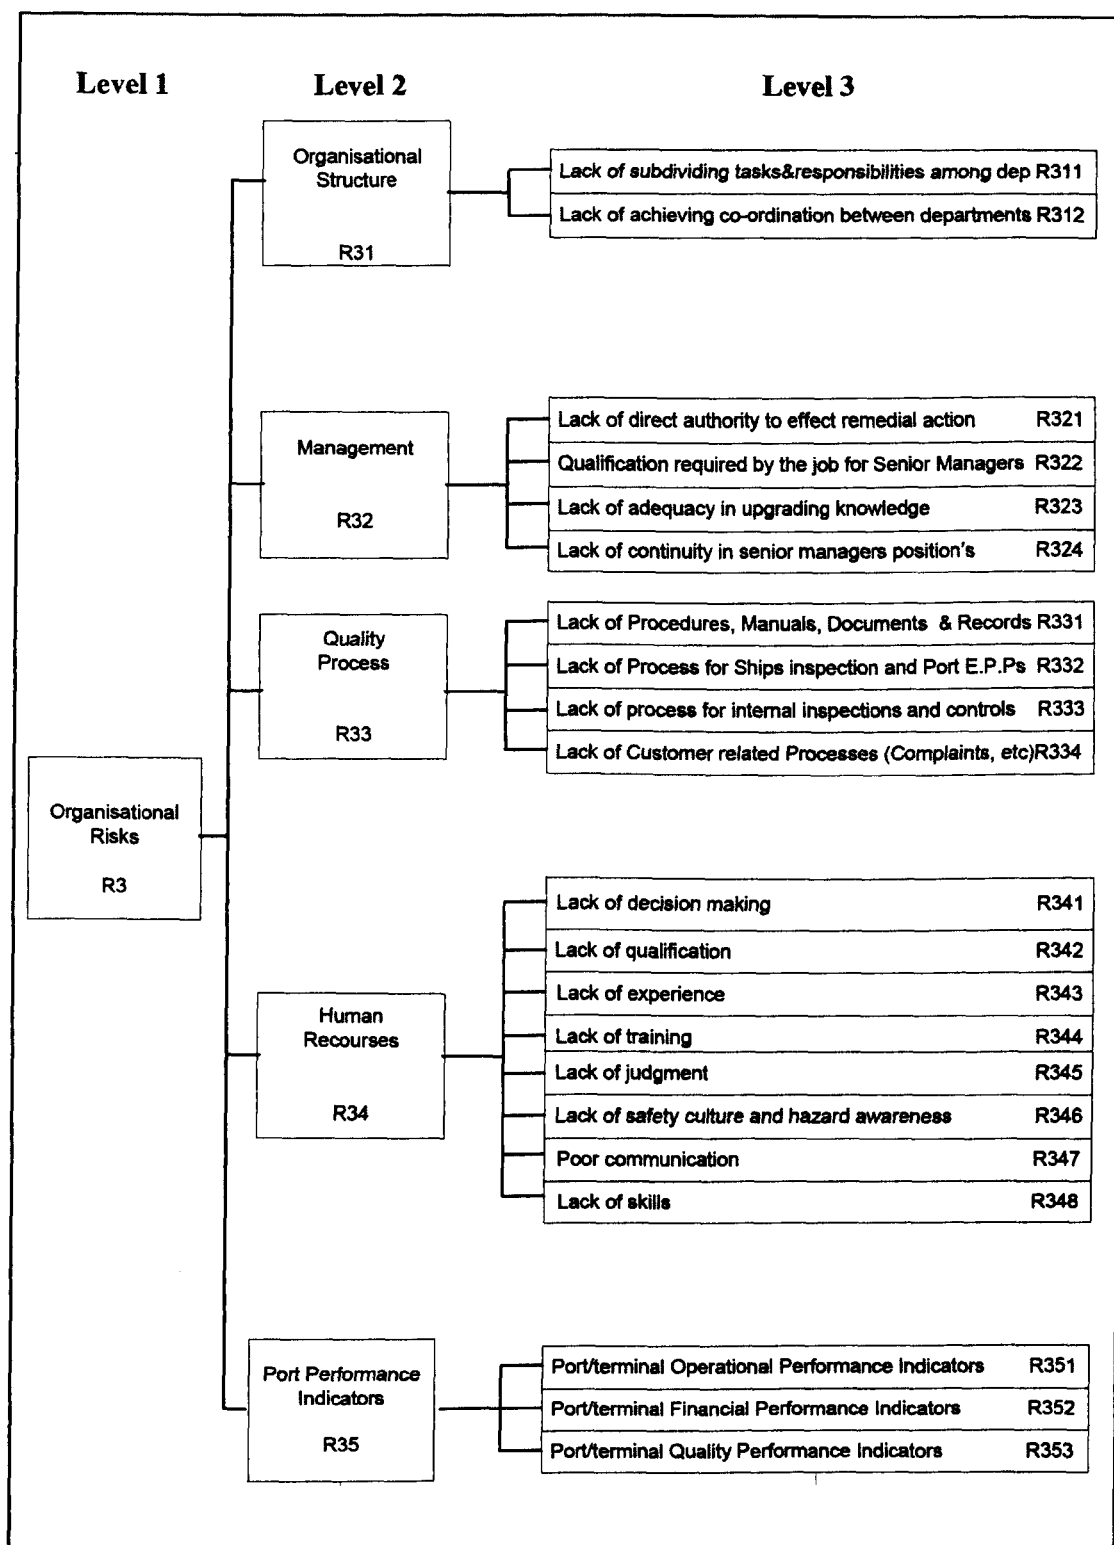 Level 1 Level 2 Level 3
Organisational
Structure
R31
Lack of subdividing tasks&responsibilities among dep R311
Lack of achieving co-ordination between departments R312
Management
R32
Lack of direct authority to effect remedial action R321
Qualification required by the job for Senior Managers R322
Lack of adequacy in upgrading knowledge R323
Lack of continuity in senior managers position's R324
Quality
Process
R33
Lack of Procedures, Manuals, Documents & Records R331
Lack of Process for Ships inspection and Port E.P.Ps R332
Lack of process for internal inspections and controls R333
Lack of Customer related Processes (Complaints, etc)R334
Organisational
Risks
R3
Human
Recourses
R34
Lack of decision making R341
Lack of qualification R342
Lack of experience R343
Lack of training R344
Lack of judgment R345
Lack of safety culture and hazard awareness R346
Poor communication R347
Lack of skills R348
Port Performance
Indicators
R35
Port/terminal Operational Performance Indicators R351
Port/terminal Financial Performance Indicators R352
Port/terminal Quality Performance Indicators R353